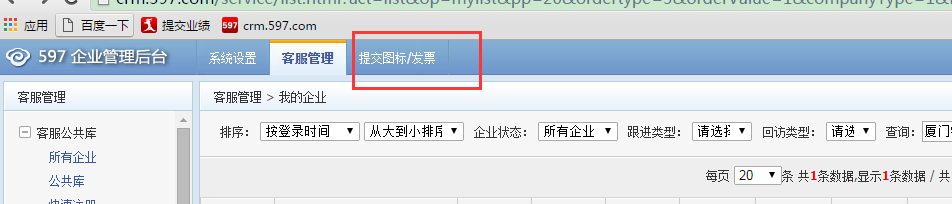 crm.597.com/service/list.html?act=list&op=mylist&pp=20&ordertype=5&ordervalue=1&companyType=1&
应用 百度一下 提交业绩 crm.597.com
597 企业管理后台 系统设置 客服管理 提交图标/发票
客服管理 客服管理 > 我的企业
客服公共库 排序: 按登录时间 从大到小排序 企业状态: 所有企业 跟进类型: 请选 回访类型: 请选 查询: 厦门
所有企业
公共库 每页 20 条 共1条数据,显示1条数据 / 共
快速注册